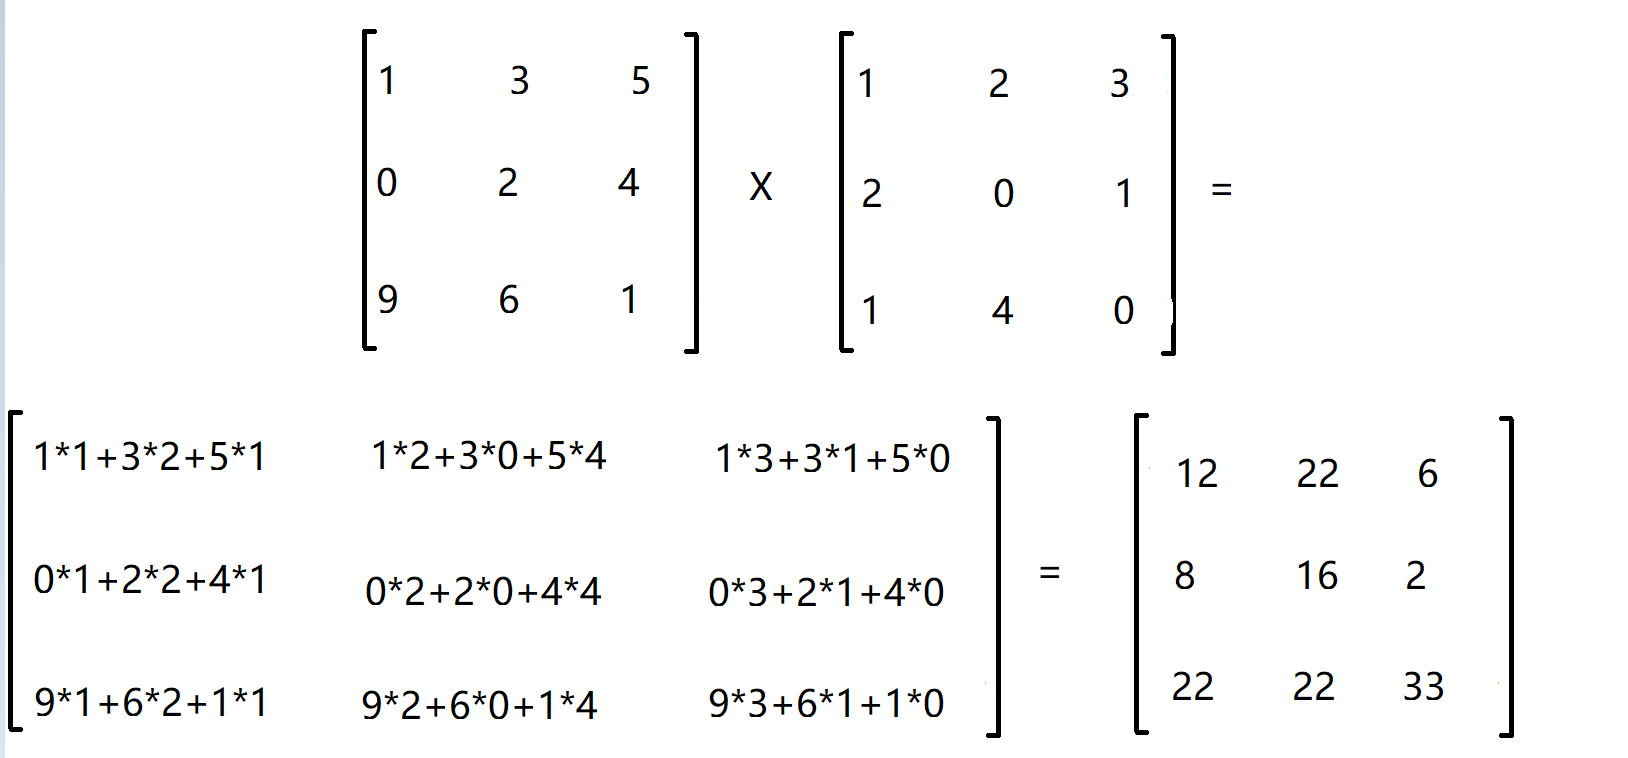 1 3 5 1 2 3
0 2 4 X 2 0 1 =
9 6 1 1 4 0
1*1+3*2+5*1 1*2+3*0+5*4 1*3+3*1+5*0 12 22 6
0*1+2*2+4*1 0*2+2*0+4*4 0*3+2*1+4*0 = 8 16 2
9*1+6*2+1*1 9*2+6*0+1*4 9*3+6*1+1*0 22 22 33